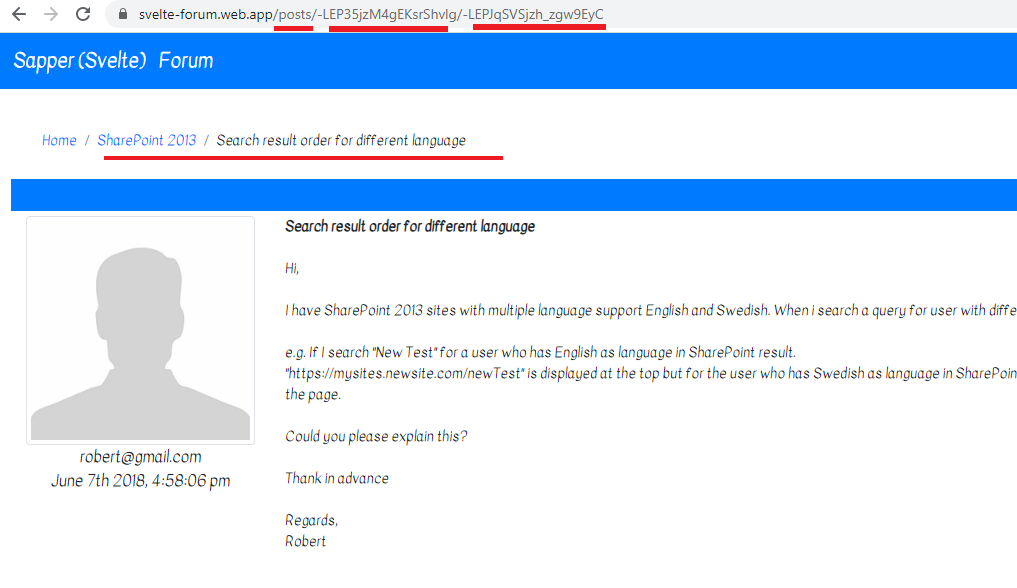 svelte-forum.web.app/posts/-LEP35jzM4gEKsrShvIg/-LEPJqSVSjzh_zgw9EyC
Sapper (Svelte) Forum
Home / SharePoint 2013 / Search result order for different language
Search result order for different language
Hi,
I have SharePoint 2013 sites with multiple language support English and Swedish. When i search a query for user with diffe
e.g. If I search "New Test" for a user who has English as language in SharePoint result.
"https://mysites.newsite.com/newTest" is displayed at the top but for the user who has Swedish as language in SharePoin
the page.
Could you please explain this?
Thank in advance
Regards,
Robert
robert@gmail.com
June 7th 2018, 4:58:06 pm